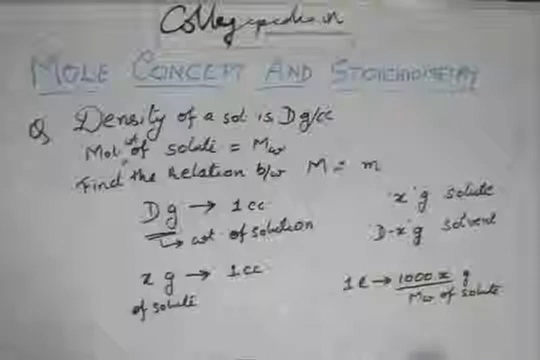 Collegepedia.in
MOLE CONCEPT AND STOICHIOMETRY
Q Density of a sol is D g/cc
Mol. wt of solute = Mw
Find the relation b/w M = m
D g → 1 cc
→ wt of solution
'x' g solute
D-x g solvent
x g → 1 cc
of solute
1 l → 1000 x g
Mw of solute